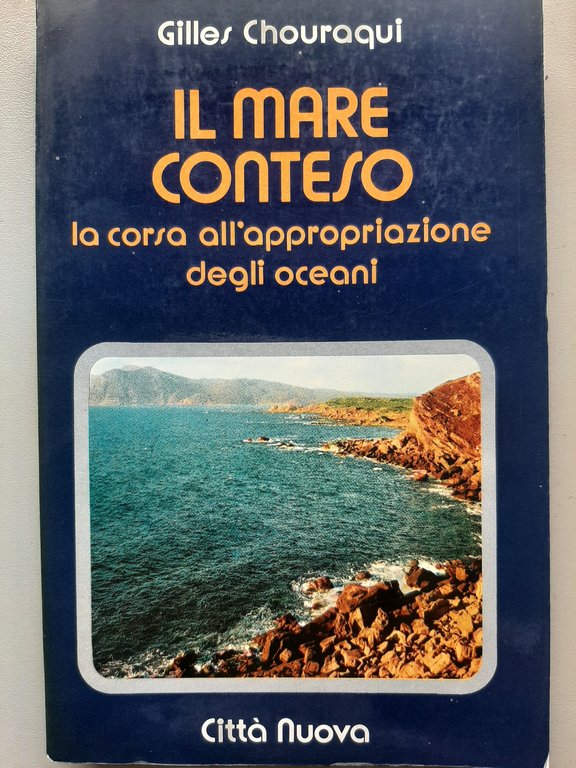 Gilles Chouraqui
IL MARE
CONTESO
la corsa all'appropriazione
degli oceani
Città Nuova